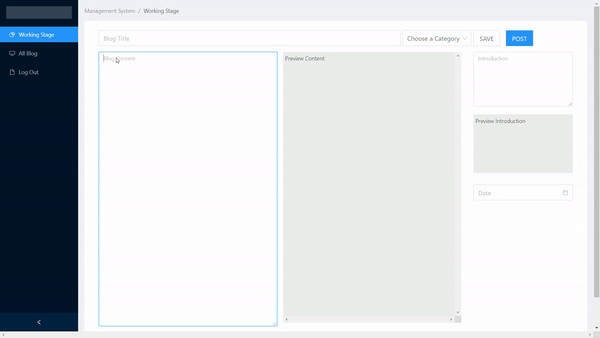 Management System / Working Stage
Working Stage
All Blog
Log Out
Blog Title
Choose a Category
SAVE
POST
Blog Content
Preview Content
Introduction
Preview Introduction
Date